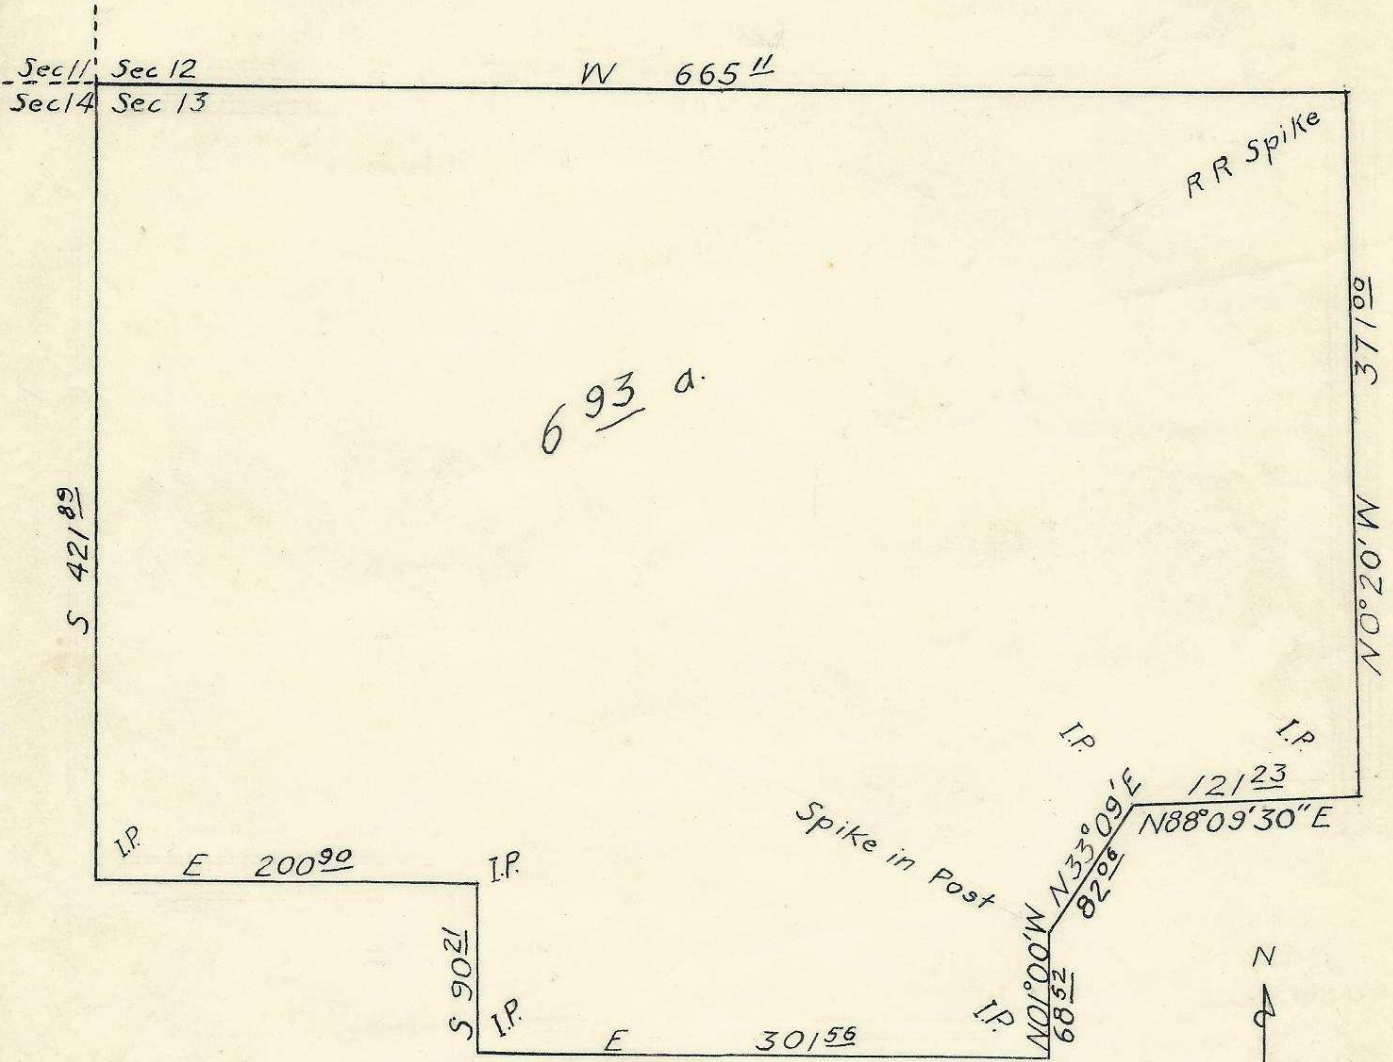 Sec 11 Sec 12
Sec 14 Sec 13
W 665 11
RR Spike
371 00
N0°20'W
6 93 a.
S 421 89
I.P.
I.P.
121 23
N88°09'30"E
N33°09'E
82 06
Spike in Post
I.P.
E 200 90
I.P.
N01°00'W
68 52
S 90 21
I.P.
I.P.
E 301 56
N